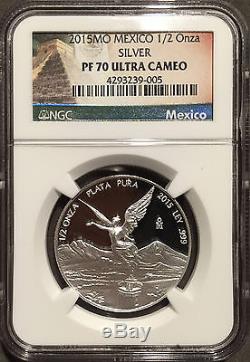 2015MO MEXICO 1/2 Onza
SILVER
PF 70 ULTRA CAMEO
4293239-005
NGC
Mexico
1/2 ONZA PLATA PURA 2015 LEY .999